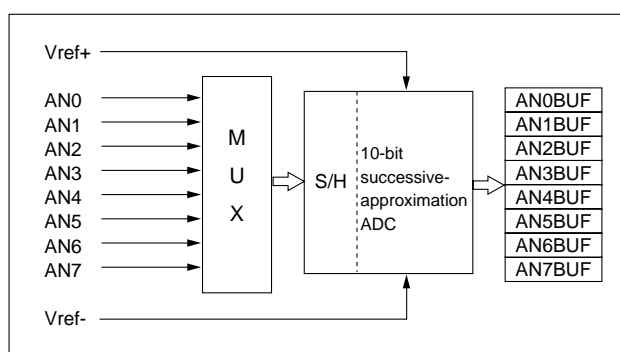 Vref+
AN0
AN1
AN2
AN3
AN4
AN5
AN6
AN7
Vref-
M
U
X
S/H
10-bit
successive-
approximation
ADC
AN0BUF
AN1BUF
AN2BUF
AN3BUF
AN4BUF
AN5BUF
AN6BUF
AN7BUF